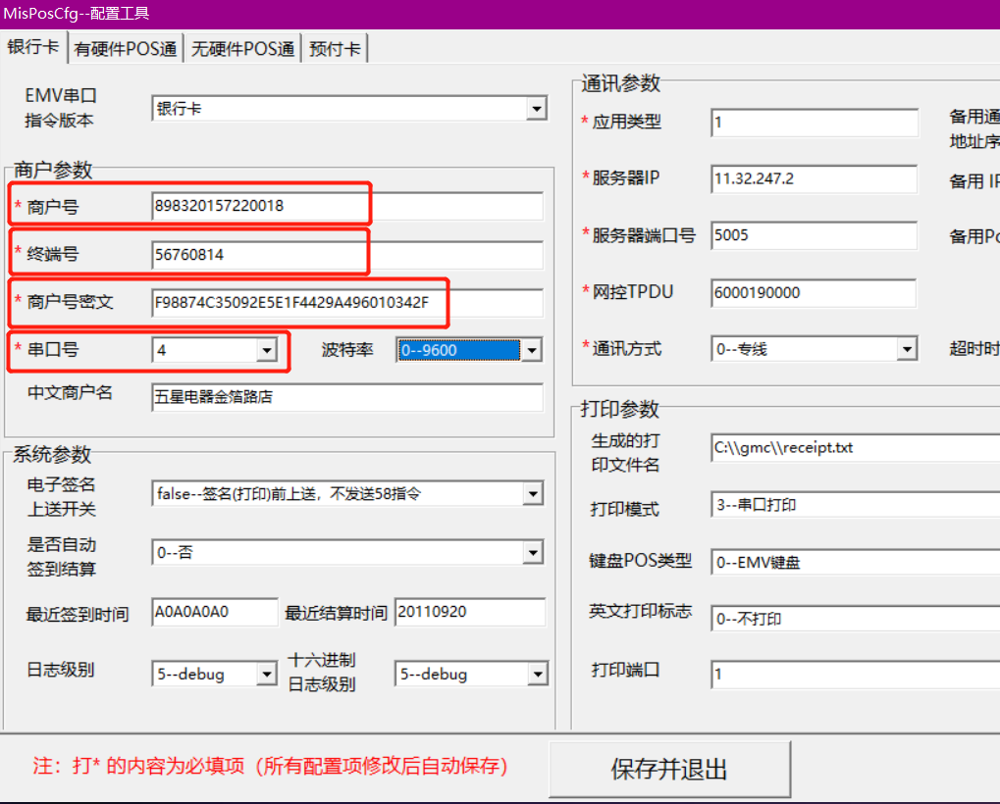 MisPosCfg--配置工具
银行卡 有硬件POS通 无硬件POS通 预付卡
EMV串口
指令版本
银行卡
商户参数
* 商户号 898320157220018
* 终端号 56760814
* 商户号密文 F98874C35092E5E1F4429A496010342F
* 串口号 4 波特率 0--9600
中文商户名 五星电器金箔路店
系统参数
电子签名
上送开关
false--签名(打印)前上送，不发送58指令
是否自动
签到结算
0--否
最近签到时间 A0A0A0A0 最近结算时间 20110920
日志级别 5--debug
十六进制
日志级别
5--debug
通讯参数
* 应用类型 1
备用通
地址序
* 服务器IP 11.32.247.2 备用 IP
* 服务器端口号 5005 备用Po
* 网控TPDU 6000190000
* 通讯方式 0--专线 超时时
打印参数
生成的打
印文件名
C:\\gmc\\receipt.txt
打印模式 3--串口打印
键盘POS类型 0--EMV键盘
英文打印标志 0--不打印
打印端口 1
注：打* 的内容为必填项（所有配置项修改后自动保存）
保存并退出